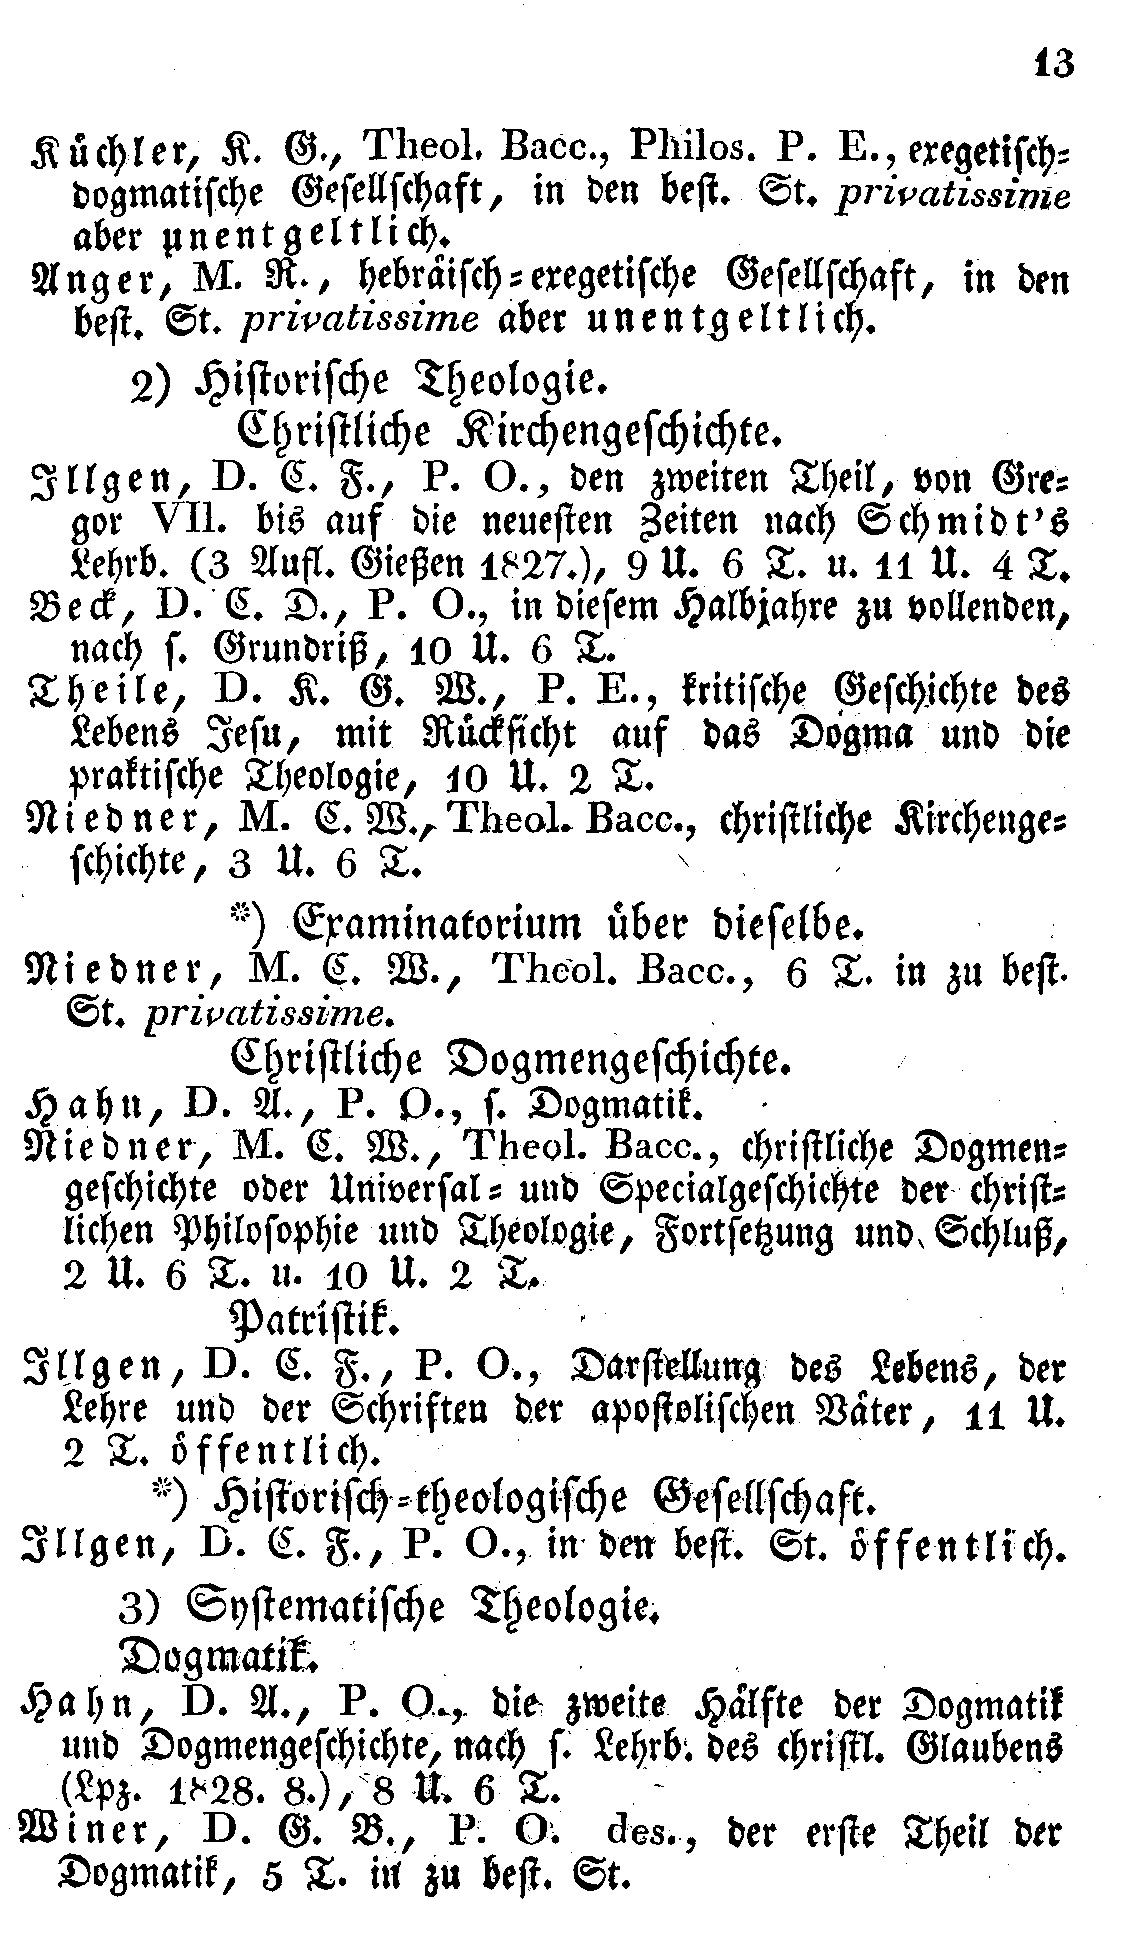 13
Küchler, K. G., Theol. Bacc., Philos. P. E., exegetisch-
dogmatische Gesellschaft, in den best. St. privatissime
aber unentgeltlich.
Anger, M. R., hebräisch-exegetische Gesellschaft, in den
best. St. privatissime aber unentgeltlich.
2) Historische Theologie.
Christliche Kirchengeschichte.
Illgen, D. C. F., P. O., den zweiten Theil, von Gre-
gor VII. bis auf die neuesten Zeiten nach Schmidt's
Lehrb. (3 Aufl. Gießen 1827.), 9 U. 6 T. u. 11 U. 4 T.
Beck, D. C. D., P. O., in diesem Halbjahre zu vollenden,
nach s. Grundriß, 10 U. 6 T.
Theile, D. K. G. W., P. E., kritische Geschichte des
Lebens Jesu, mit Rücksicht auf das Dogma und die
praktische Theologie, 10 U. 2 T.
Niedner, M. C. W., Theol. Bacc., christliche Kirchenge-
schichte, 3 U. 6 T.
*) Examinatorium über dieselbe.
Niedner, M. C. W., Theol. Bacc., 6 T. in zu best.
St. privatissime.
Christliche Dogmengeschichte.
Hahn, D. A., P. O., s. Dogmatik.
Niedner, M. C. W., Theol. Bacc., christliche Dogmen-
geschichte oder Universal- und Specialgeschichte der christ-
lichen Philosophie und Theologie, Fortsetzung und Schluß,
2 U. 6 T. u. 10 U. 2 T.
Patristik.
Illgen, D. C. F., P. O., Darstellung des Lebens, der
Lehre und der Schriften der apostolischen Väter, 11 U.
2 T. öffentlich.
*) Historisch-theologische Gesellschaft.
Illgen, D. C. F., P. O., in den best. St. öffentlich.
3) Systematische Theologie.
Dogmatik.
Hahn, D. A., P. O., die zweite Hälfte der Dogmatik
und Dogmengeschichte, nach s. Lehrb. des christl. Glaubens
(Lpz. 1828. 8.), 8 U. 6 T.
Winer, D. G. B., P. O. des., der erste Theil der
Dogmatik, 5 T. in zu best. St.